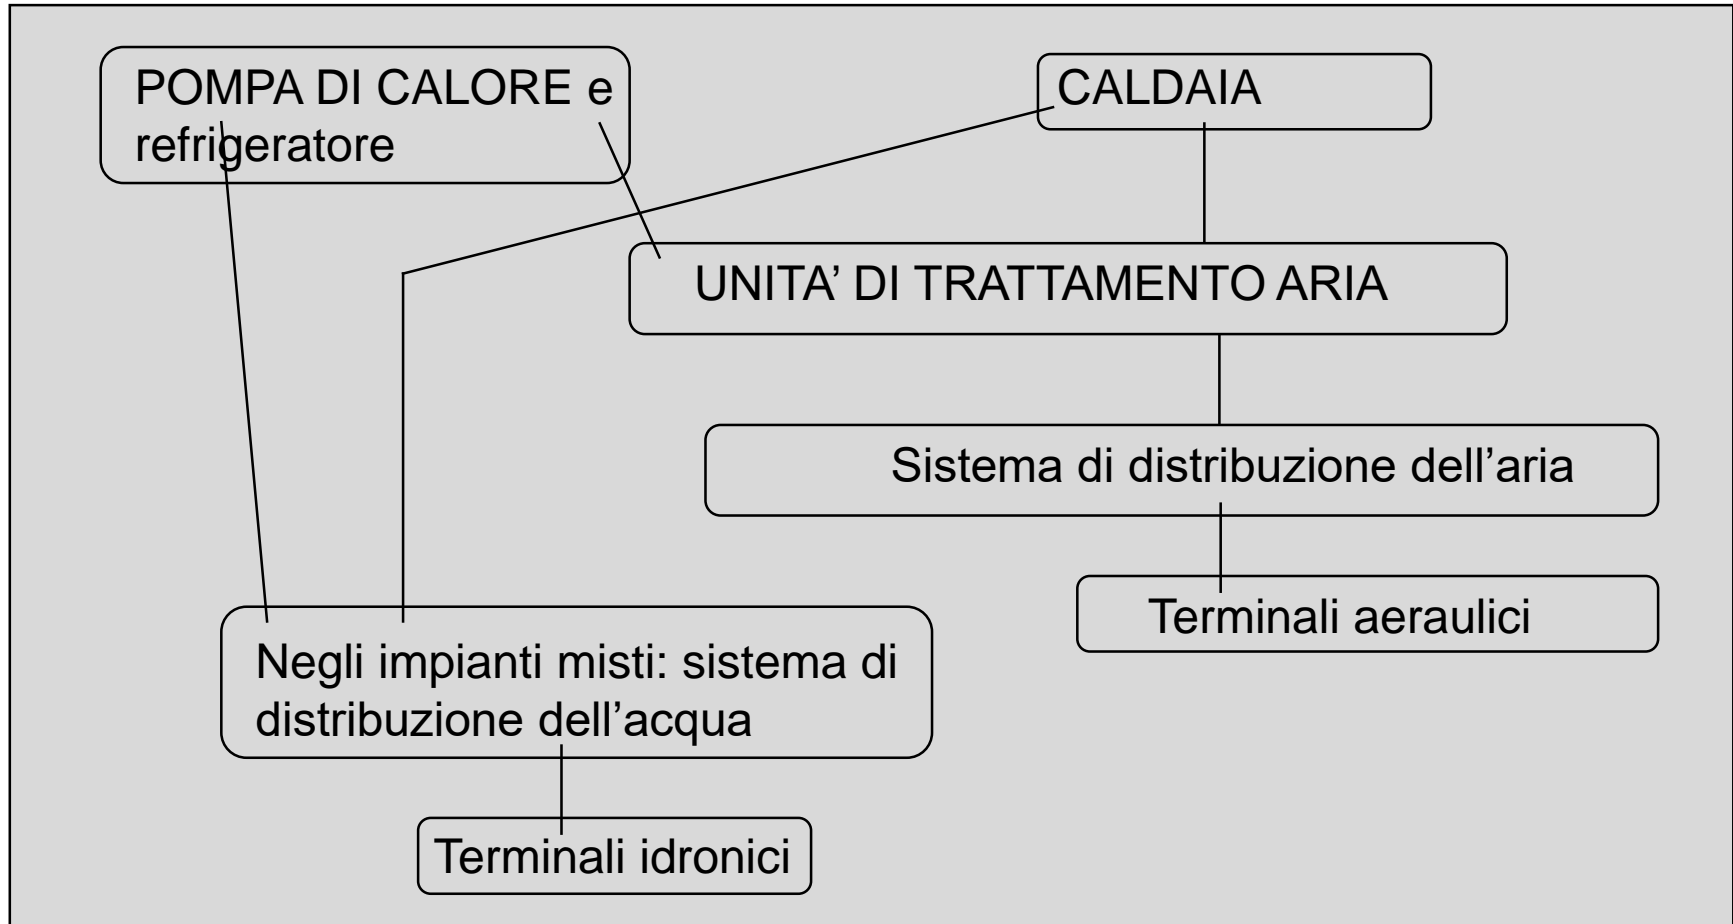 POMPA DI CALORE e
refrigeratore
CALDAIA
UNITA’ DI TRATTAMENTO ARIA
Sistema di distribuzione dell’aria
Terminali aeraulici
Negli impianti misti: sistema di
distribuzione dell’acqua
Terminali idronici